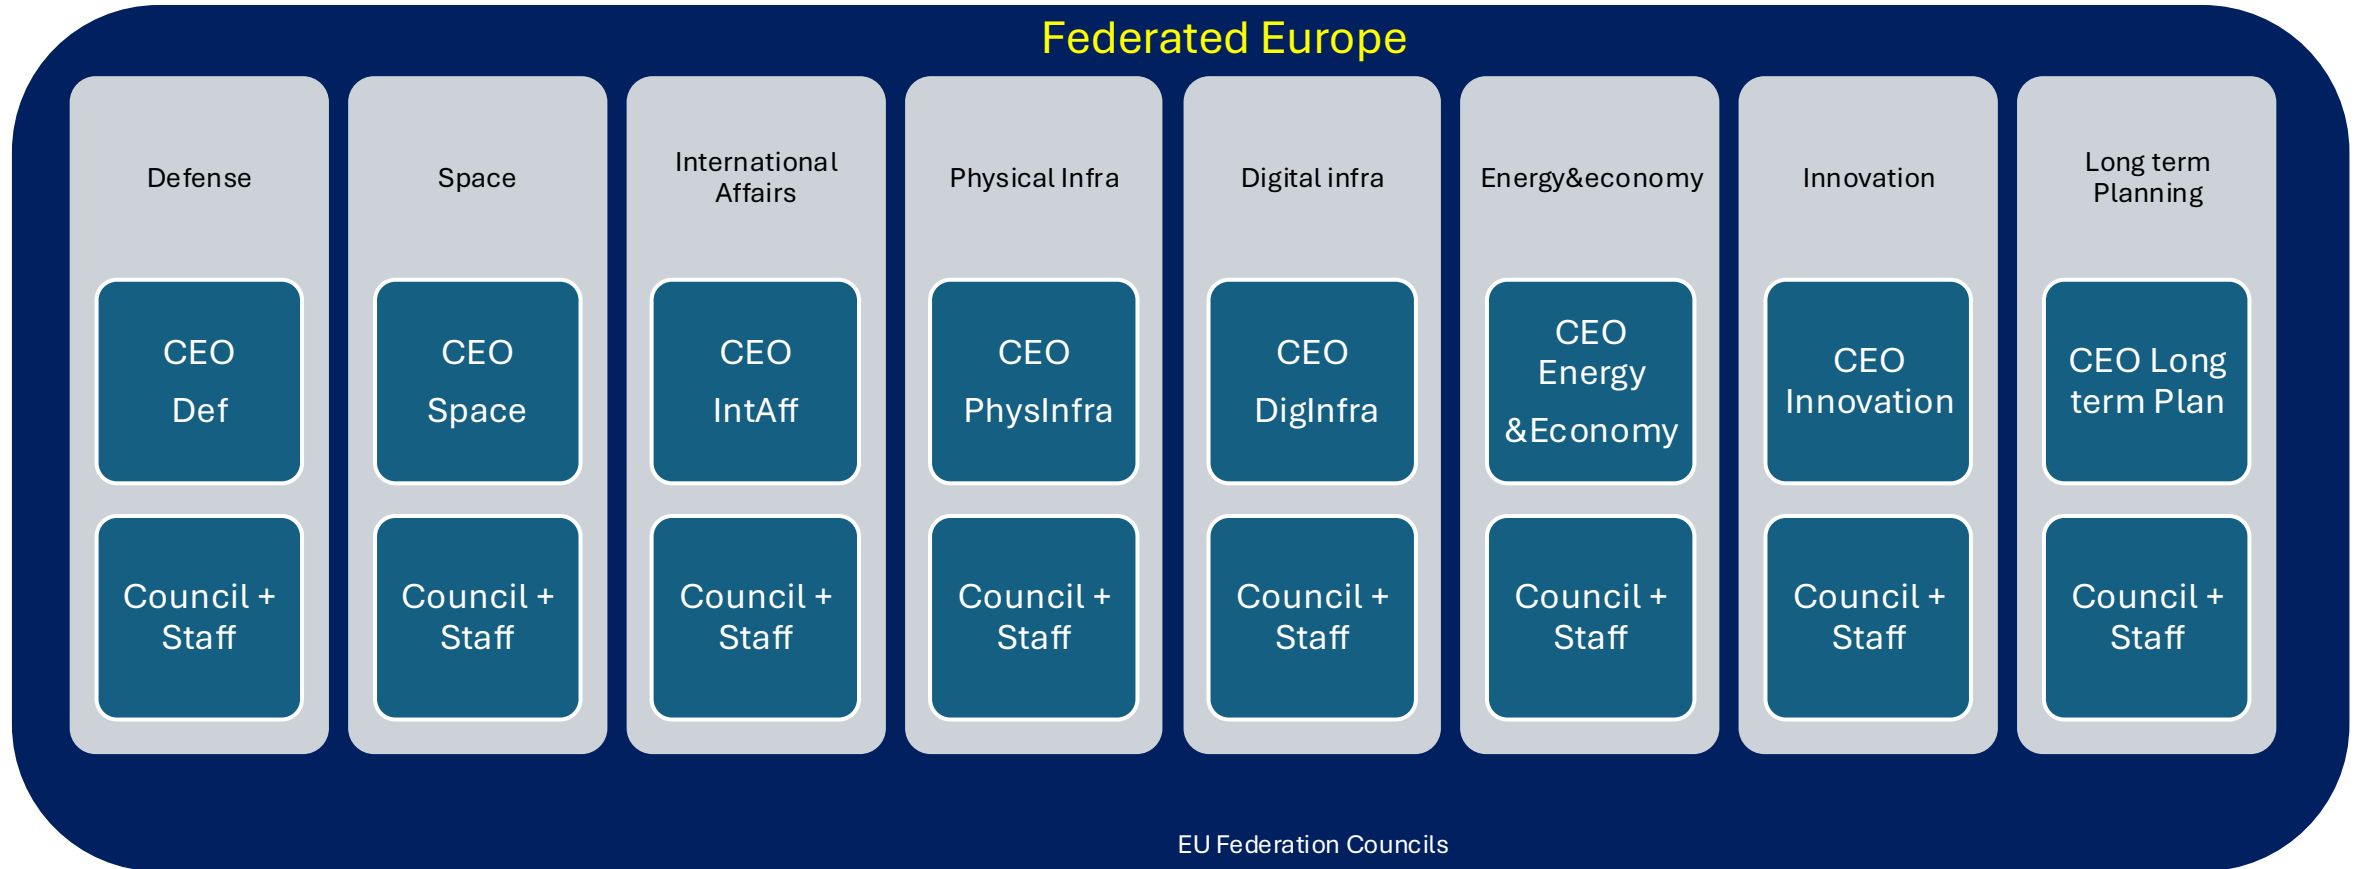 Federated Europe
Defense
Space
International
Affairs
Physical Infra
Digital infra
Energy&economy
Innovation
Long term
Planning
CEO
Def
CEO
Space
CEO
IntAff
CEO
PhysInfra
CEO
DigInfra
CEO
Energy
&Economy
CEO
Innovation
CEO Long
term Plan
Council +
Staff
Council +
Staff
Council +
Staff
Council +
Staff
Council +
Staff
Council +
Staff
Council +
Staff
Council +
Staff
EU Federation Councils